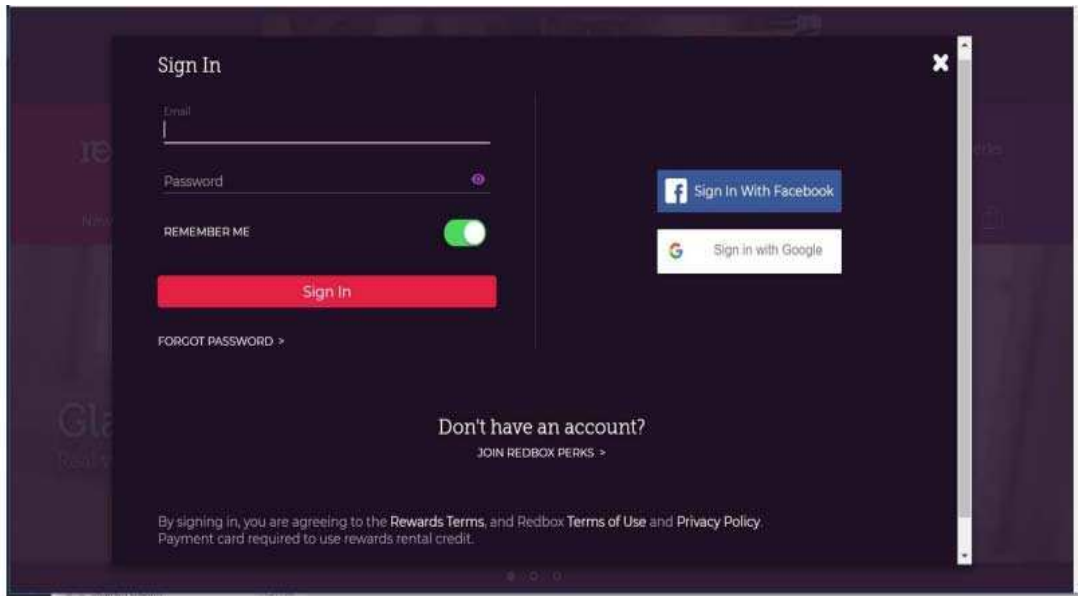 Sign In
Email
Password
REMEMBER ME
Sign In
FORGOT PASSWORD >
Sign In With Facebook
Sign in with Google
Don't have an account?
JOIN REDBOX PERKS >
By signing in, you are agreeing to the Rewards Terms, and Redbox Terms of Use and Privacy Policy.
Payment card required to use rewards rental credit.